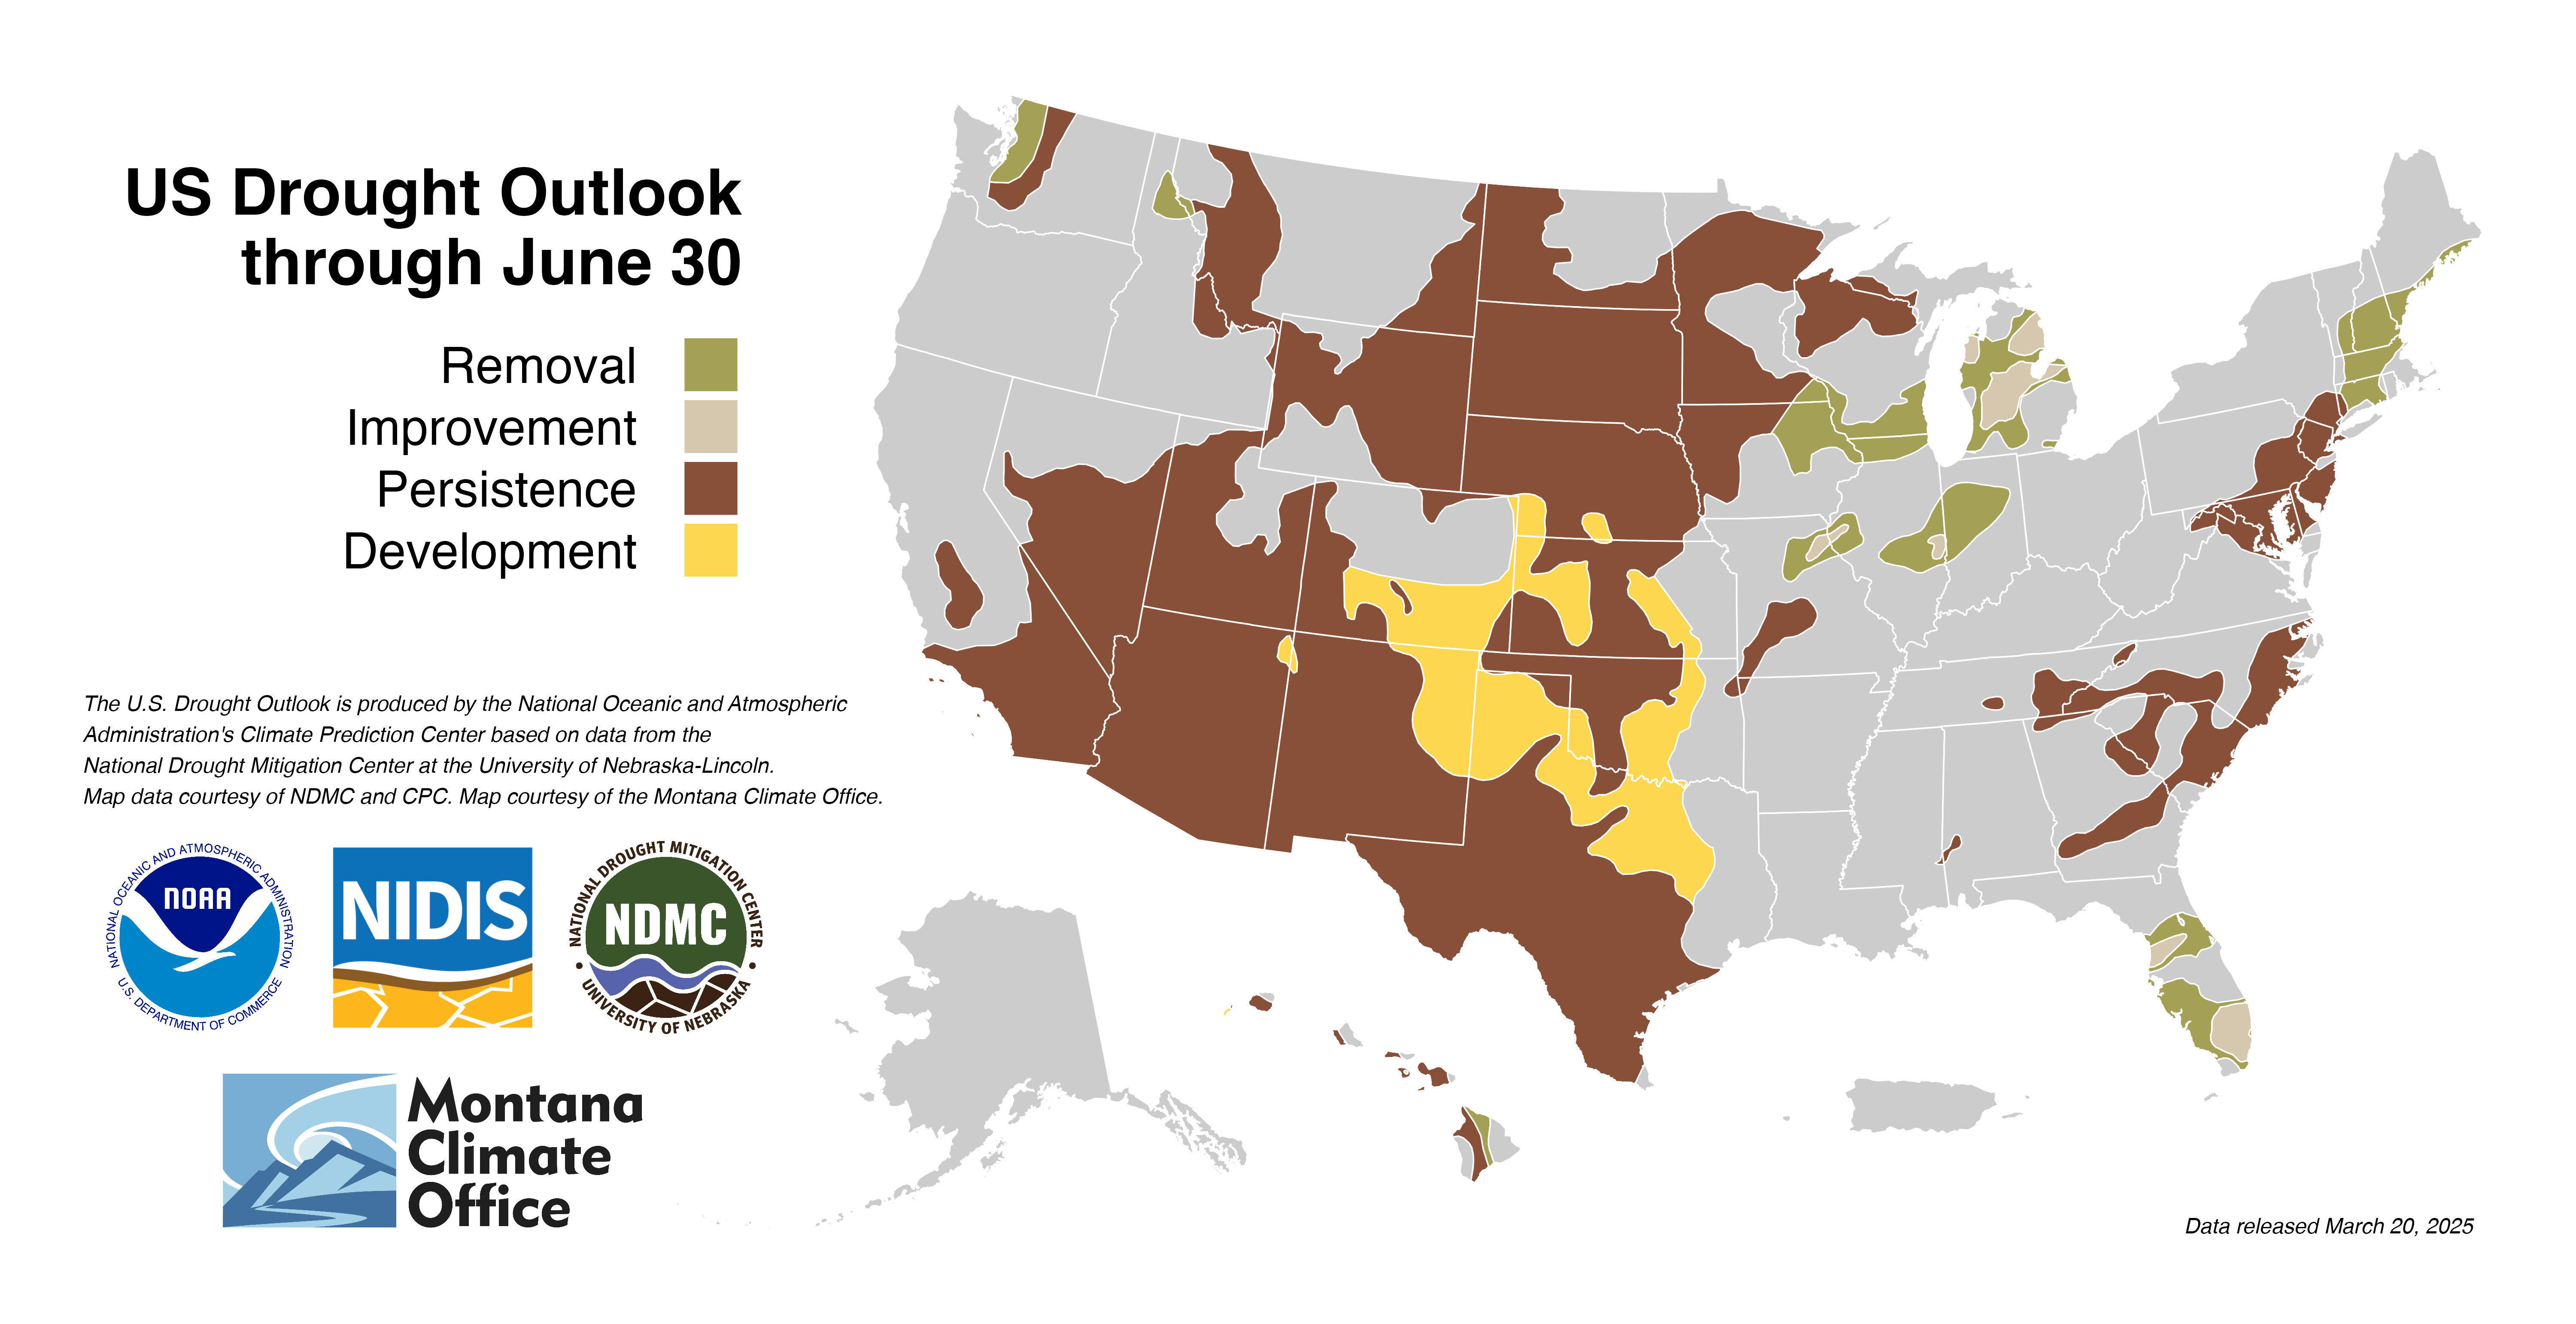 US Drought Outlook
through June 30
Removal
Improvement
Persistence
Development
The U.S. Drought Outlook is produced by the National Oceanic and Atmospheric
Administration's Climate Prediction Center based on data from the
National Drought Mitigation Center at the University of Nebraska-Lincoln.
Map data courtesy of NDMC and CPC. Map courtesy of the Montana Climate Office.
NATIONAL OCEANIC AND ATMOSPHERIC ADMINISTRATION
NOAA
U.S. DEPARTMENT OF COMMERCE
NIDIS
NATIONAL DROUGHT MITIGATION CENTER
NDMC
UNIVERSITY OF NEBRASKA
Montana
Climate
Office
Data released March 20, 2025